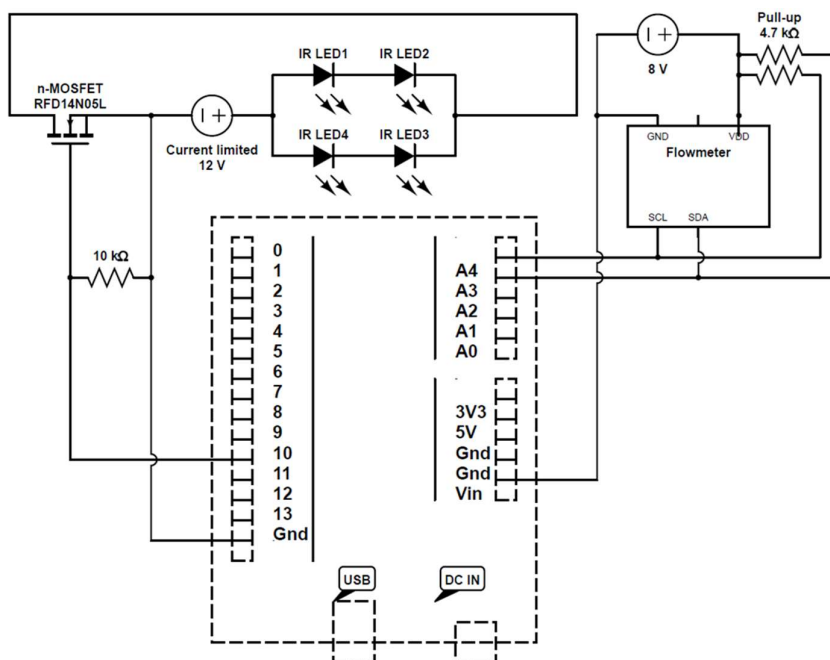 Pull-up
4.7 kΩ
IR LED1
IR LED2
8 V
n-MOSFET
RFD14N05L
Current limited
12 V
IR LED4
IR LED3
GND
VDD
Flowmeter
SCL
SDA
10 kΩ
0
1
2
3
4
5
6
7
8
9
10
11
12
13
Gnd
A4
A3
A2
A1
A0
3V3
5V
Gnd
Gnd
Vin
USB
DC IN